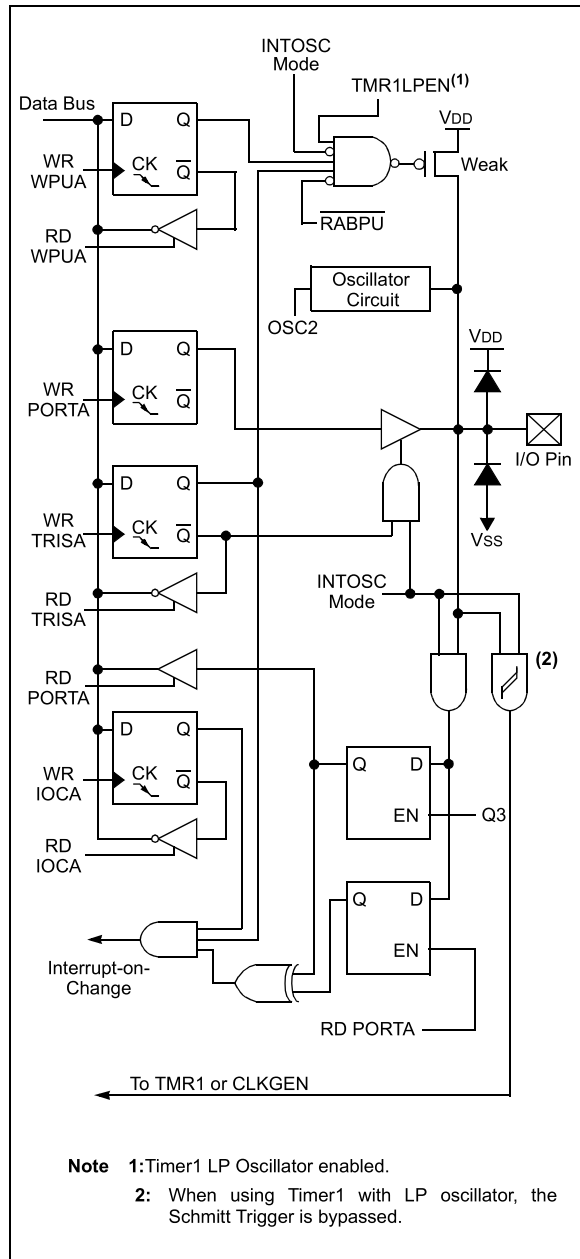 INTOSC
Mode
TMR1LPEN(1)
Data Bus
D Q
VDD
WR
WPUA
CK
Q
Weak
RD
WPUA
RABPU
Oscillator
Circuit
OSC2
VDD
D Q
WR
PORTA
CK
Q
I/O Pin
D Q
WR
TRISA
CK
Q
VSS
INTOSC
Mode
RD
TRISA
(2)
RD
PORTA
D Q
WR
IOCA
CK
Q
Q D
EN
Q3
RD
IOCA
Q D
EN
Interrupt-on-
Change
RD PORTA
To TMR1 or CLKGEN
Note 1:Timer1 LP Oscillator enabled.
2: When using Timer1 with LP oscillator, the
Schmitt Trigger is bypassed.